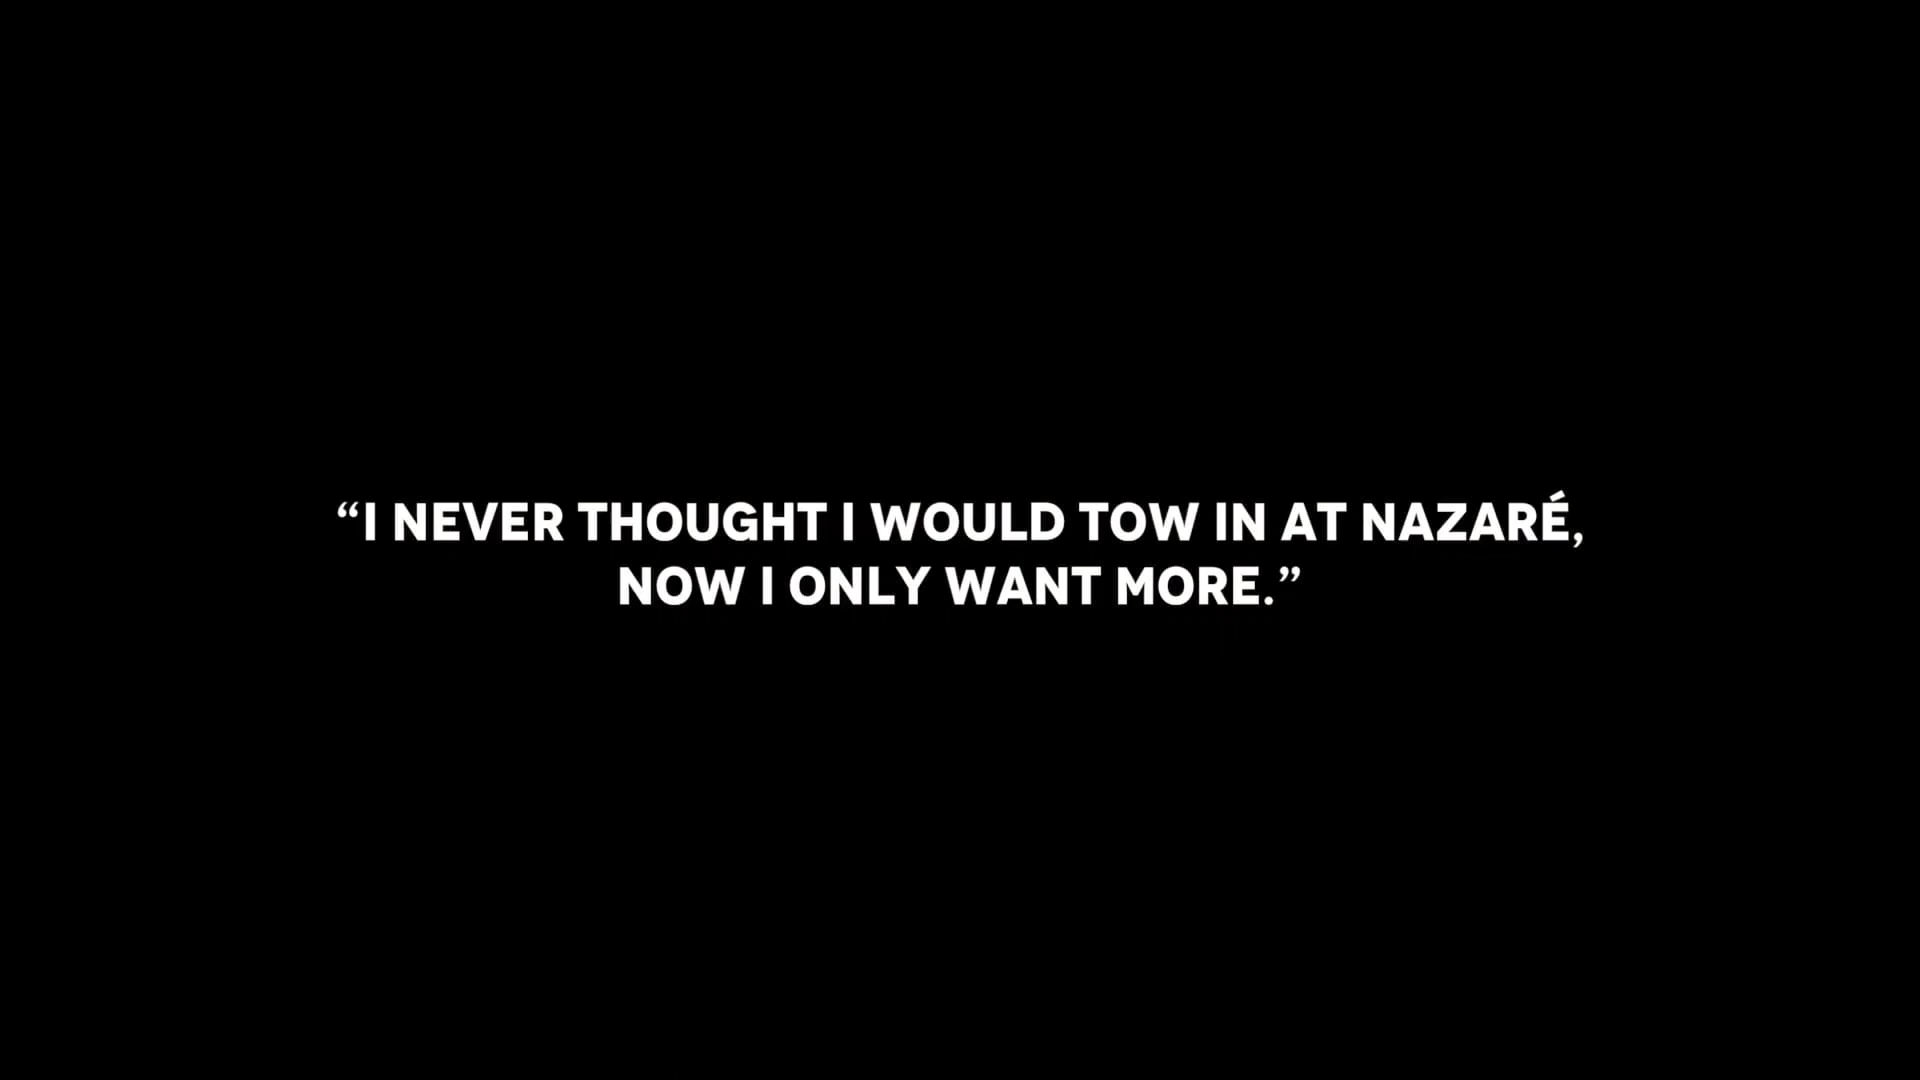 “I NEVER THOUGHT I WOULD TOW IN AT NAZARÉ,
NOW I ONLY WANT MORE.”